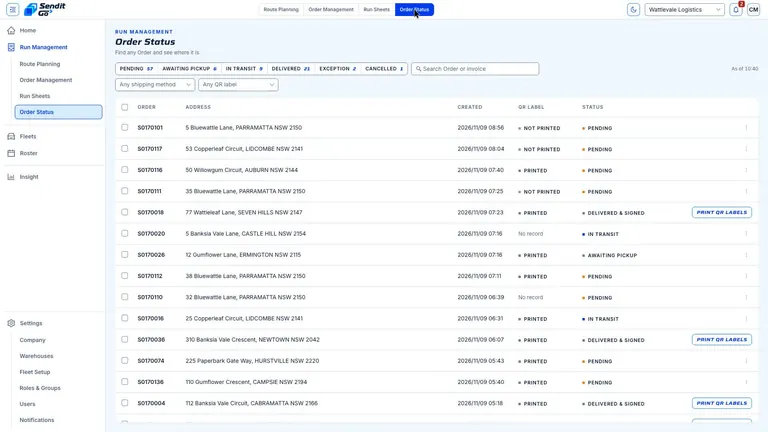 Sendit Go
Route Planning Order Management Run Sheets Order Status
Wattlevale Logistics
2
CM
Home
Run Management
Route Planning
Order Management
Run Sheets
Order Status
Fleets
Roster
Insight
Settings
Company
Warehouses
Fleet Setup
Roles & Groups
Users
Notifications
RUN MANAGEMENT
Order Status
Find any Order and see where it is.
PENDING 57 AWAITING PICKUP 6 IN TRANSIT 8 DELIVERED 21 EXCEPTION 2 CANCELLED 1
Search Order or invoice
As of 10:40
Any shipping method
Any QR label
ORDER ADDRESS CREATED QR LABEL STATUS
S0170101 5 Bluewattle Lane, PARRAMATTA NSW 2150 2026/11/09 08:56 NOT PRINTED PENDING
S0170117 53 Copperleaf Circuit, LIDCOMBE NSW 2141 2026/11/09 08:04 NOT PRINTED PENDING
S0170116 50 Willowgum Circuit, AUBURN NSW 2144 2026/11/09 07:40 PRINTED PENDING
S0170111 35 Bluewattle Lane, PARRAMATTA NSW 2150 2026/11/09 07:25 NOT PRINTED PENDING
S0170018 77 Wattleleaf Lane, SEVEN HILLS NSW 2147 2026/11/09 07:23 PRINTED DELIVERED & SIGNED PRINT QR LABELS
S0170020 5 Banksia Vale Lane, CASTLE HILL NSW 2154 2026/11/09 07:16 No record IN TRANSIT
S0170026 12 Gumflower Lane, ERMINGTON NSW 2115 2026/11/09 07:16 PRINTED AWAITING PICKUP
S0170112 38 Bluewattle Lane, PARRAMATTA NSW 2150 2026/11/09 07:11 PRINTED PENDING
S0170110 32 Bluewattle Lane, PARRAMATTA NSW 2150 2026/11/09 06:39 No record PENDING
S0170016 25 Copperleaf Circuit, LIDCOMBE NSW 2141 2026/11/09 06:31 PRINTED IN TRANSIT
S0170036 310 Banksia Vale Crescent, NEWTOWN NSW 2042 2026/11/09 06:07 PRINTED DELIVERED & SIGNED PRINT QR LABELS
S0170074 225 Paperbark Gate Way, HURSTVILLE NSW 2220 2026/11/09 05:43 PRINTED PENDING
S0170136 110 Gumflower Crescent, CAMPSIE NSW 2194 2026/11/09 05:40 PRINTED PENDING
S0170004 112 Banksia Vale Circuit, CABRAMATTA NSW 2166 2026/11/09 05:18 PRINTED DELIVERED & SIGNED PRINT QR LABELS